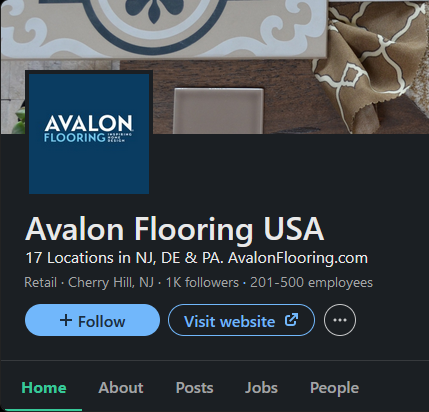 AVALON
FLOORING INSPIRING HOME DESIGN
Avalon Flooring USA
17 Locations in NJ, DE & PA. AvalonFlooring.com
Retail · Cherry Hill, NJ · 1K followers · 201-500 employees
+ Follow
Visit website
Home About Posts Jobs People